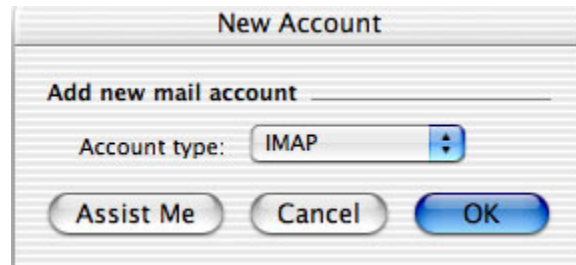 New Account
Add new mail account
Account type: IMAP
Assist Me Cancel OK